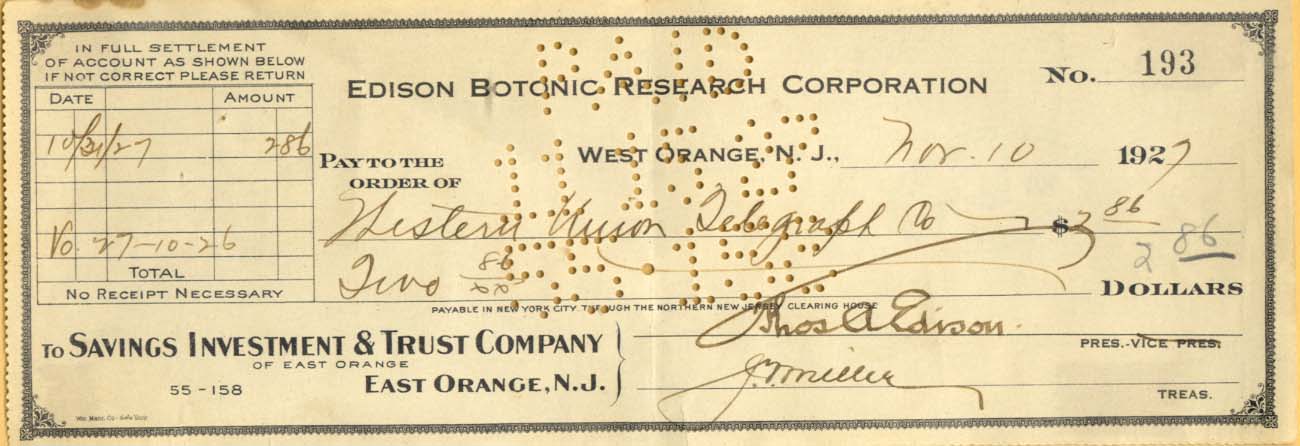 IN FULL SETTLEMENT
OF ACCOUNT AS SHOWN BELOW
IF NOT CORRECT PLEASE RETURN
DATE AMOUNT
10/31/27 286
Vo. 27-10-26
TOTAL
NO RECEIPT NECESSARY
EDISON BOTONIC RESEARCH CORPORATION
No. 193
WEST ORANGE, N. J., Nov. 10 1927
PAY TO THE
ORDER OF
Western Union Telegraph Co $2 86
2 86
Two 86/xx DOLLARS
PAYABLE IN NEW YORK CITY THROUGH THE NORTHERN NEW JERSEY CLEARING HOUSE
PAID
TO SAVINGS INVESTMENT & TRUST COMPANY
OF EAST ORANGE
55-158 EAST ORANGE, N.J.
Thos A Edison
PRES.-VICE PRES.
J. V. Miller
TREAS.